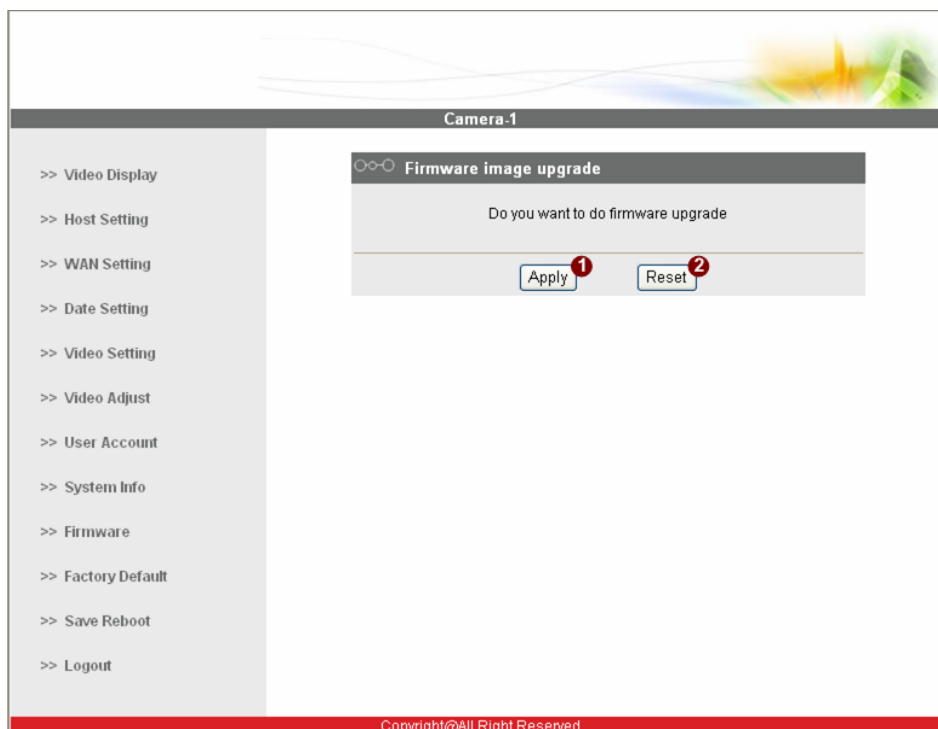 Camera-1
>> Video Display
>> Host Setting
>> WAN Setting
>> Date Setting
>> Video Setting
>> Video Adjust
>> User Account
>> System Info
>> Firmware
>> Factory Default
>> Save Reboot
>> Logout
Firmware image upgrade
Do you want to do firmware upgrade
Apply 1 Reset 2
Copyright@All Right Reserved